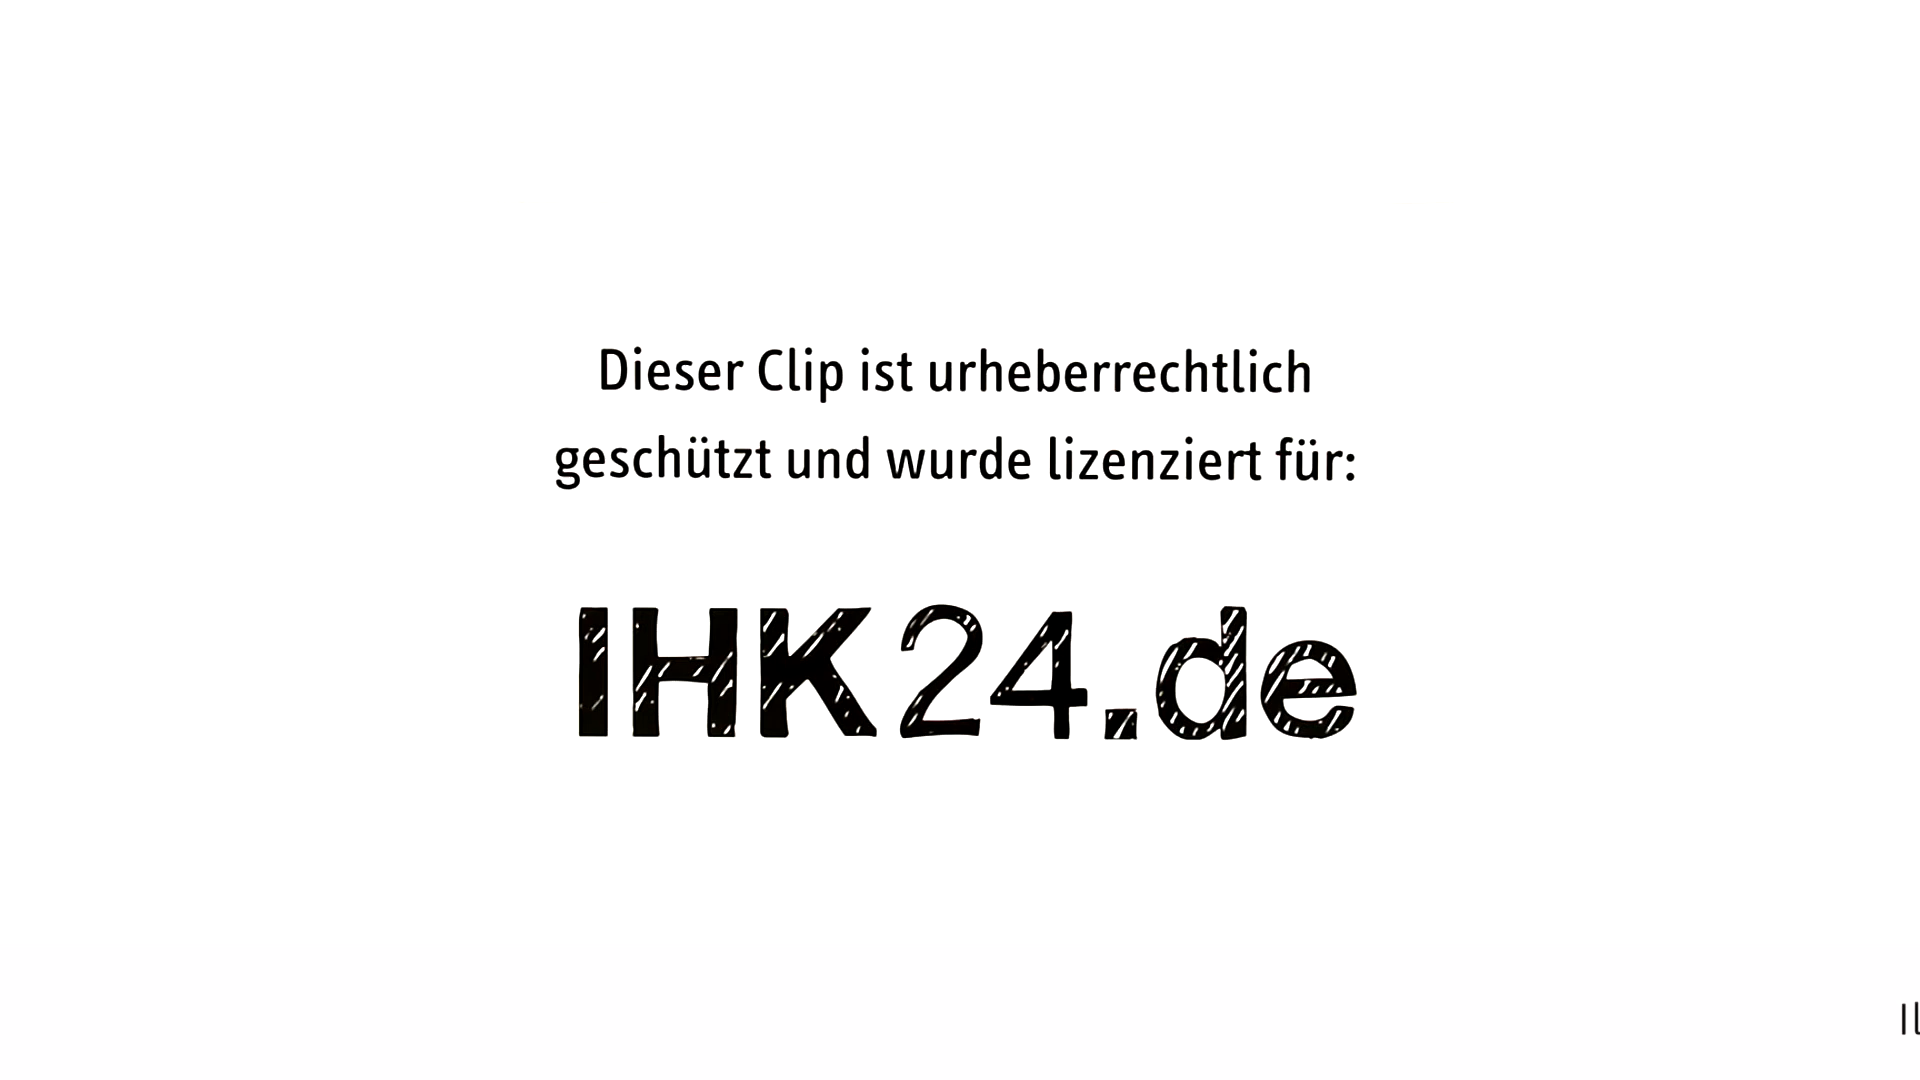 Dieser Clip ist urheberrechtlich
geschützt und wurde lizenziert für:
IHK24.de